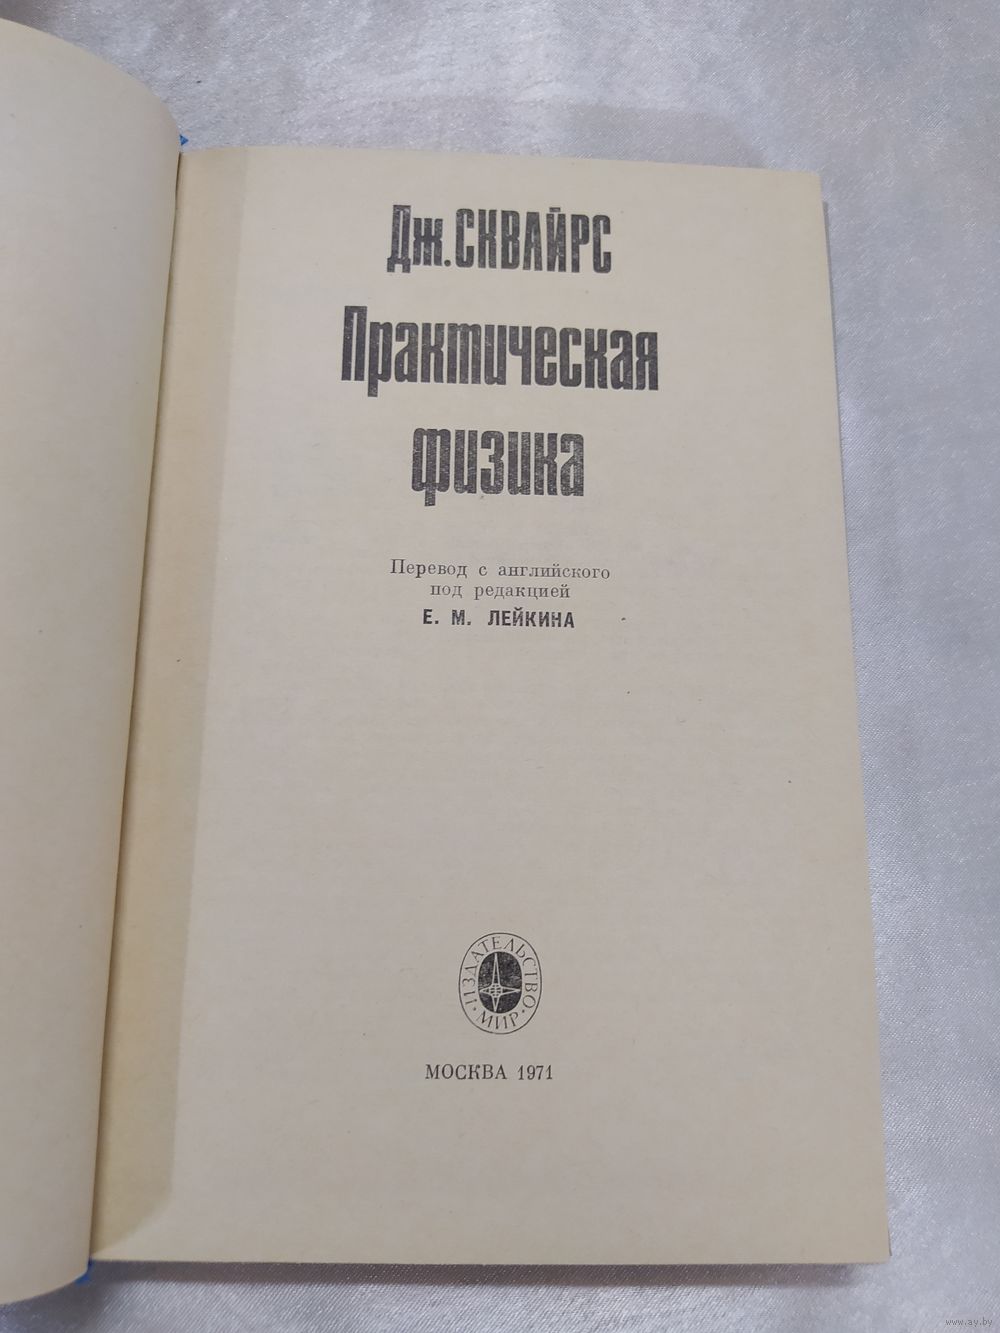 Дж. СКВАЙРС
Практическая
физика
Перевод с английского
под редакцией
Е. М. ЛЕЙКИНА
ИЗДАТЕЛЬСТВО
· МИР ·
МОСКВА 1971
www.ay.by